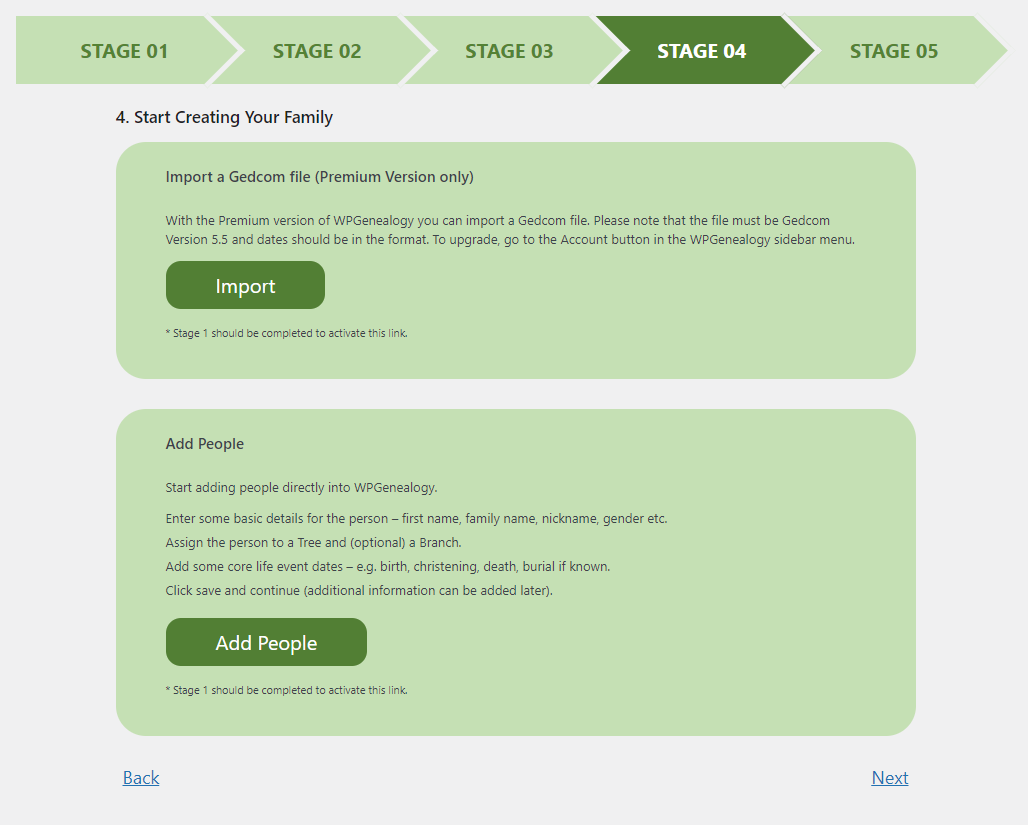 STAGE 01 STAGE 02 STAGE 03 STAGE 04 STAGE 05
4. Start Creating Your Family
Import a Gedcom file (Premium Version only)
With the Premium version of WPGenealogy you can import a Gedcom file. Please note that the file must be Gedcom
Version 5.5 and dates should be in the format. To upgrade, go to the Account button in the WPGenealogy sidebar menu.
Import
* Stage 1 should be completed to activate this link.
Add People
Start adding people directly into WPGenealogy.
Enter some basic details for the person – first name, family name, nickname, gender etc.
Assign the person to a Tree and (optional) a Branch.
Add some core life event dates – e.g. birth, christening, death, burial if known.
Click save and continue (additional information can be added later).
Add People
* Stage 1 should be completed to activate this link.
Back Next